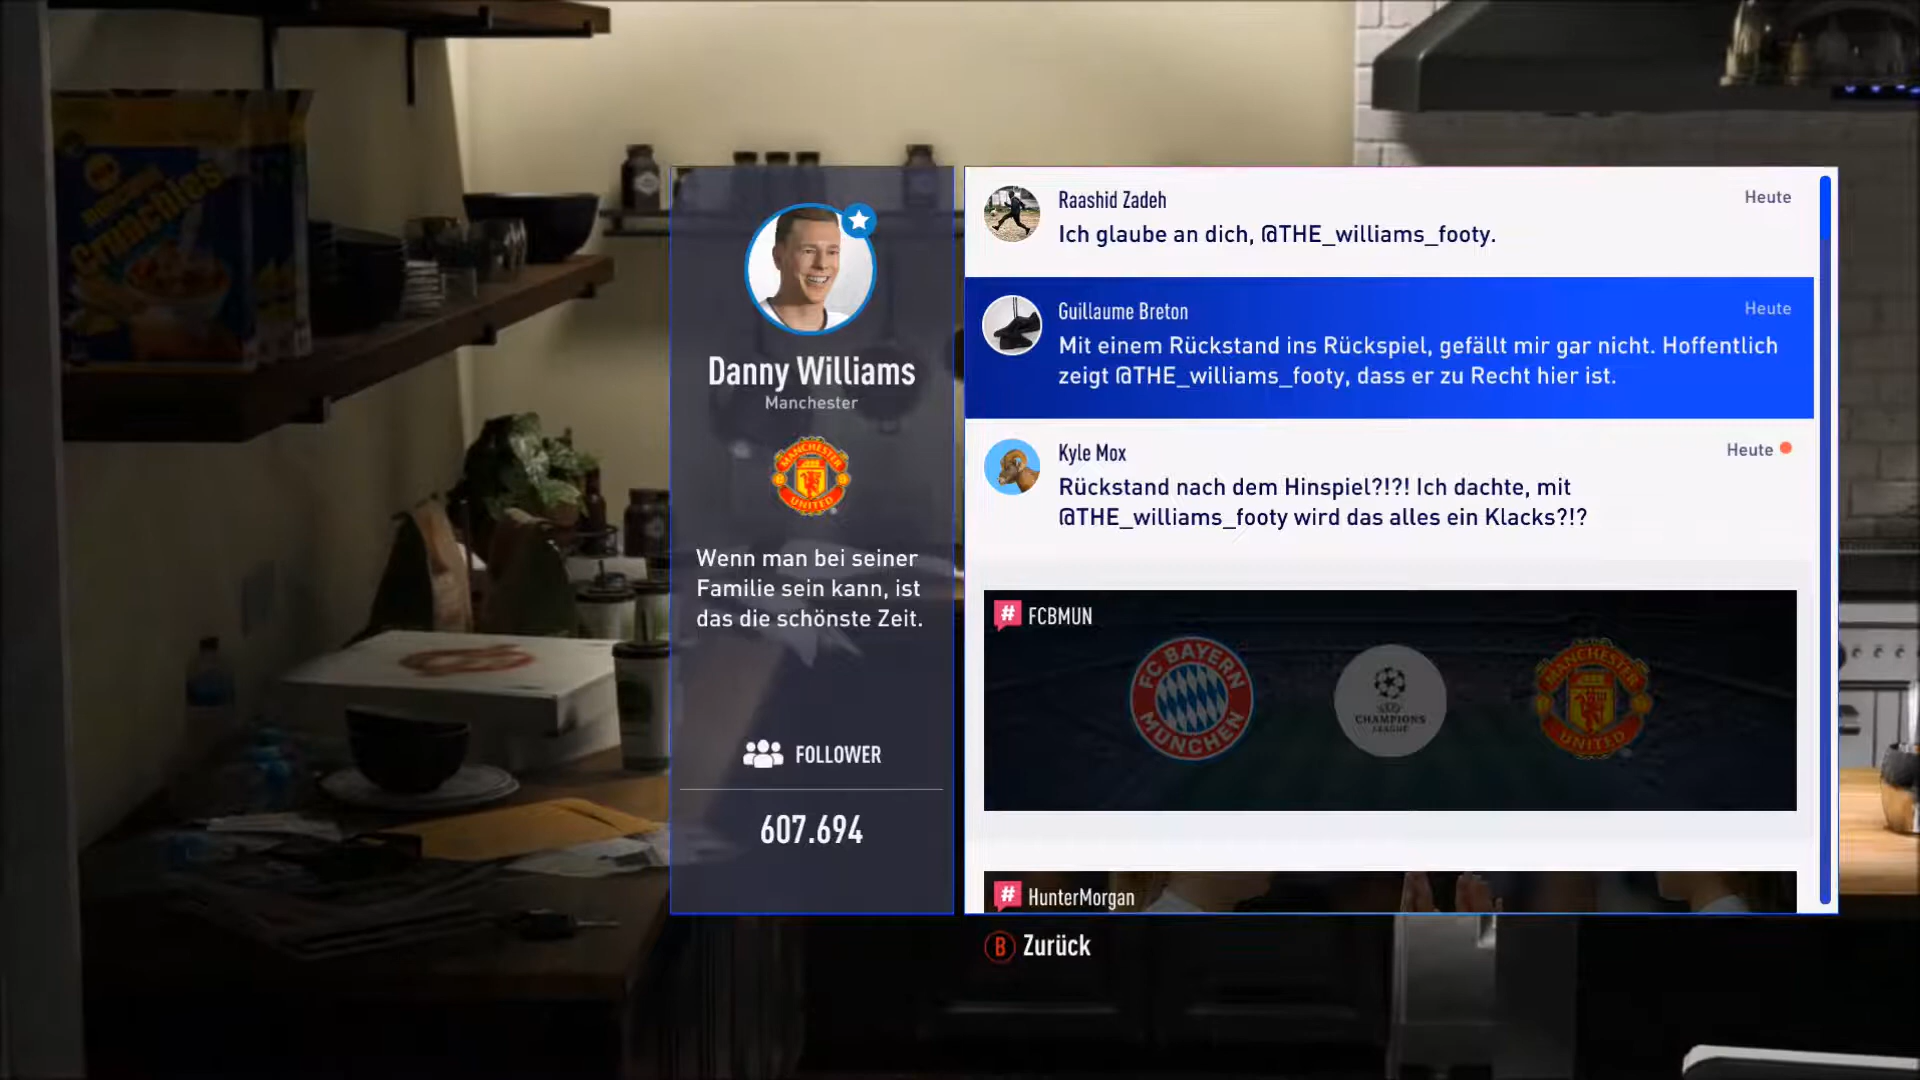 Crunchies
Danny Williams
Manchester
MANCHESTER
UNITED
Wenn man bei seiner
Familie sein kann, ist
das die schönste Zeit.
FOLLOWER
607.694
Raashid Zadeh
Heute
Ich glaube an dich, @THE_williams_footy.
Guillaume Breton
Heute
Mit einem Rückstand ins Rückspiel, gefällt mir gar nicht. Hoffentlich
zeigt @THE_williams_footy, dass er zu Recht hier ist.
Kyle Mox
Heute
Rückstand nach dem Hinspiel?!?! Ich dachte, mit
@THE_williams_footy wird das alles ein Klacks?!?
# FCBMUN
FC BAYERN
MÜNCHEN
CHAMPIONS
LEAGUE
MANCHESTER
UNITED
# HunterMorgan
B Zurück